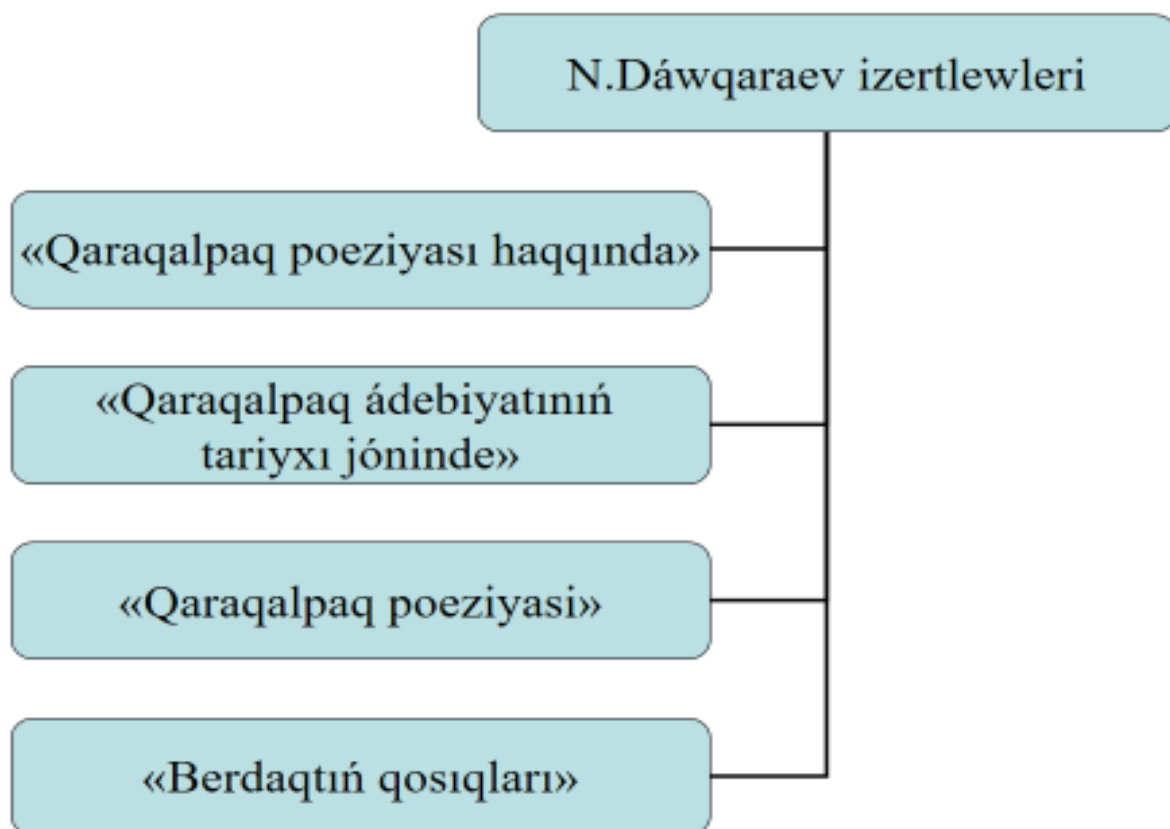 N.Dáwqaraev izertlewleri
«Qaraqalpaq poeziyası haqqında»
«Qaraqalpaq ádebiyatınıń
tariyxı jóninde»
«Qaraqalpaq poeziyasi»
«Berdaqtıń qosıqları»